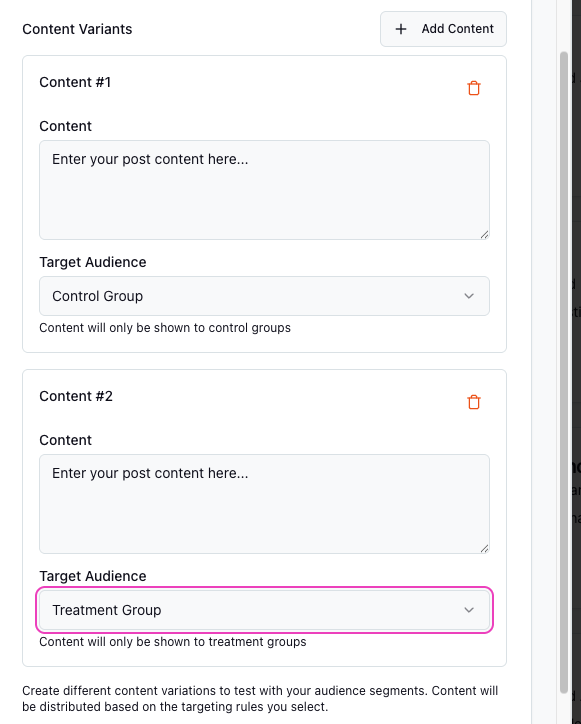 Content Variants
Add Content
Content #1
Content
Enter your post content here...
Target Audience
Control Group
Content will only be shown to control groups
Content #2
Content
Enter your post content here...
Target Audience
Treatment Group
Content will only be shown to treatment groups
Create different content variations to test with your audience segments. Content will
be distributed based on the targeting rules you select.